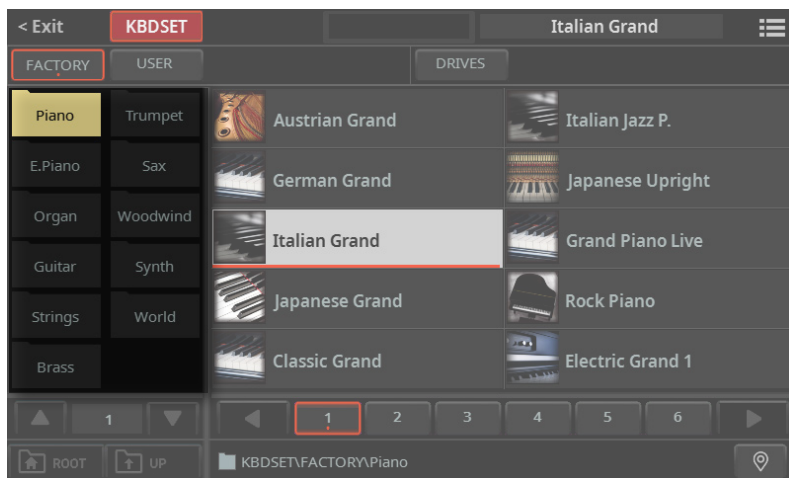 < Exit
KBDSET
Italian Grand
FACTORY
USER
DRIVES
Piano
Trumpet
E.Piano
Sax
Organ
Woodwind
Guitar
Synth
Strings
World
Brass
Austrian Grand
Italian Jazz P.
German Grand
Japanese Upright
Italian Grand
Grand Piano Live
Japanese Grand
Rock Piano
Classic Grand
Electric Grand 1
1
1
2
3
4
5
6
ROOT
UP
KBDSET\FACTORY\Piano